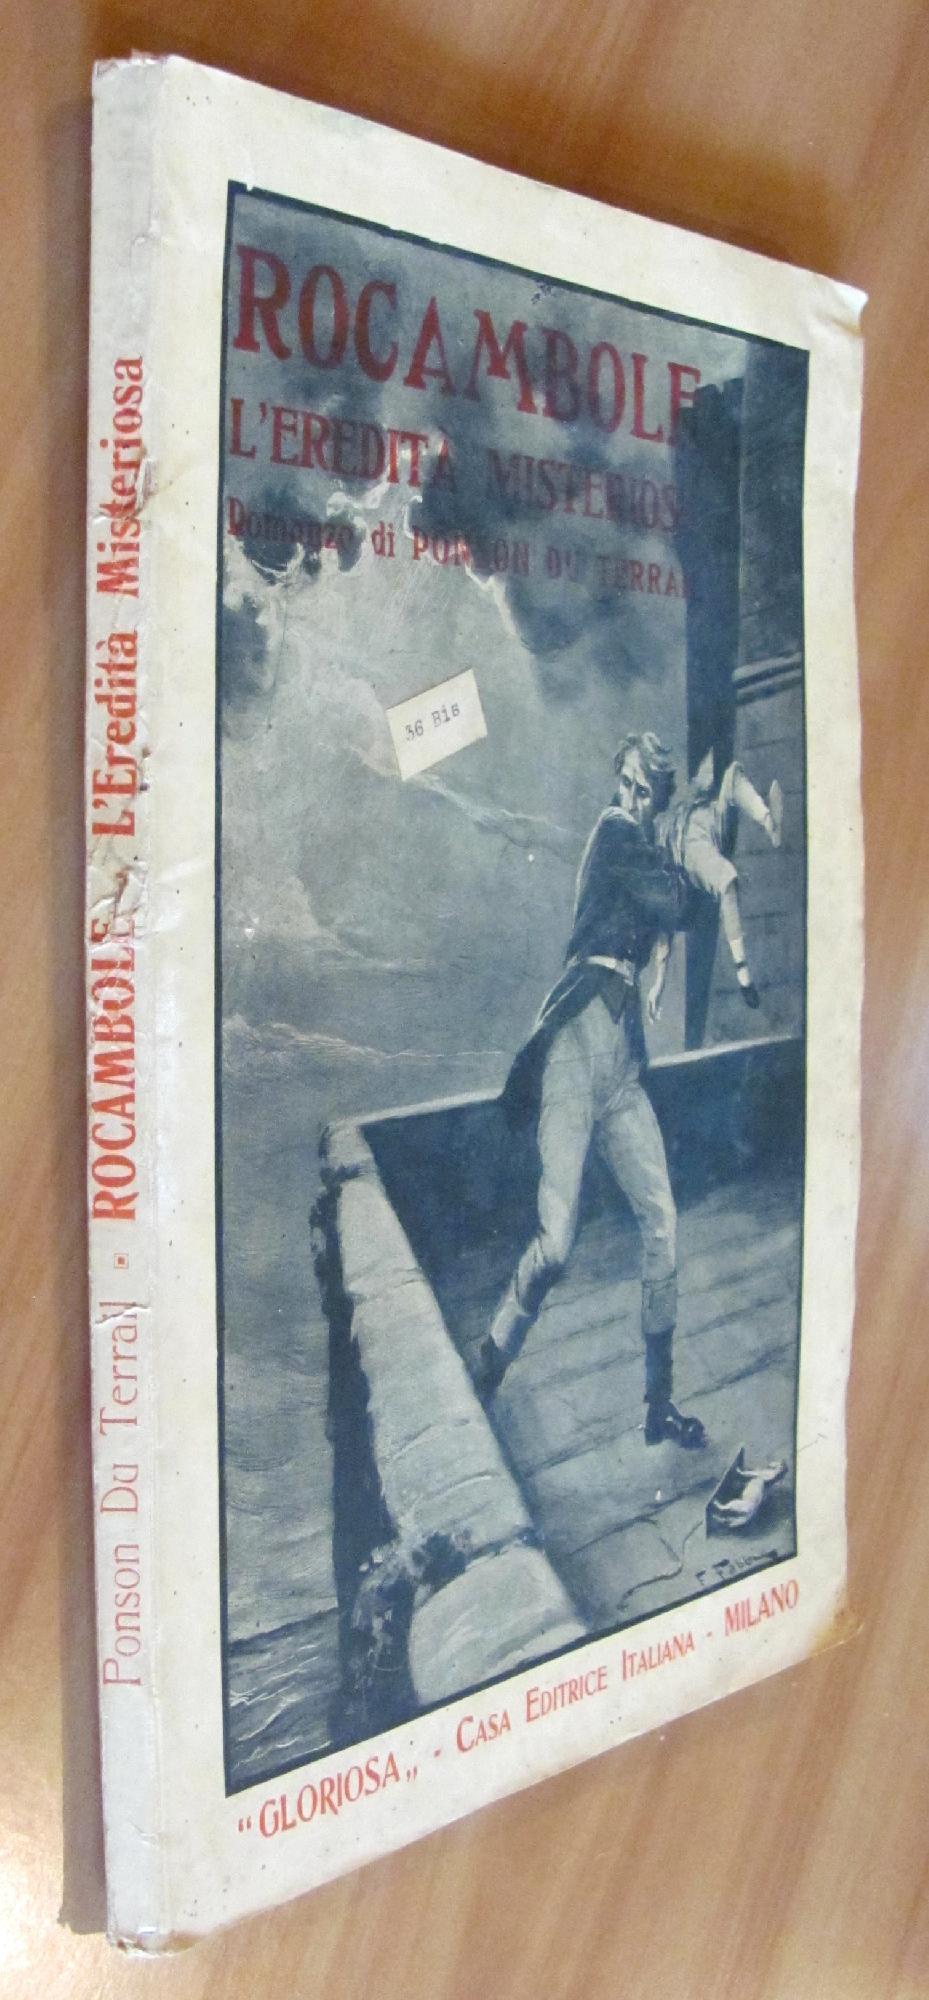 ROCAMBOLE
L'EREDITÀ MISTERIOSA
Romanzo di PONSON DU TERRAIL
36 Bis
F. Fabbi
"GLORIOSA„ - CASA EDITRICE ITALIANA - MILANO
Ponson Du Terrail - ROCAMBOLE - L'Eredità Misteriosa